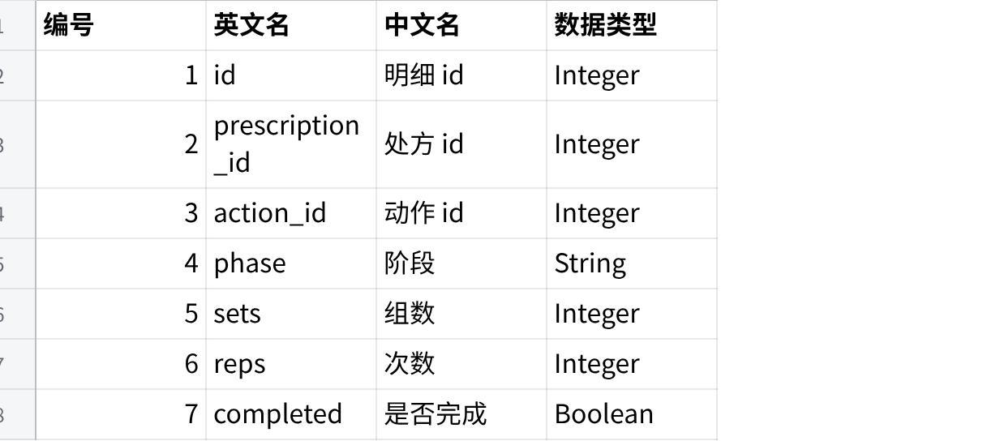 编号 英文名 中文名 数据类型
1 id 明细 id Integer
2 prescription
_id 处方 id Integer
3 action_id 动作 id Integer
4 phase 阶段 String
5 sets 组数 Integer
6 reps 次数 Integer
7 completed 是否完成 Boolean